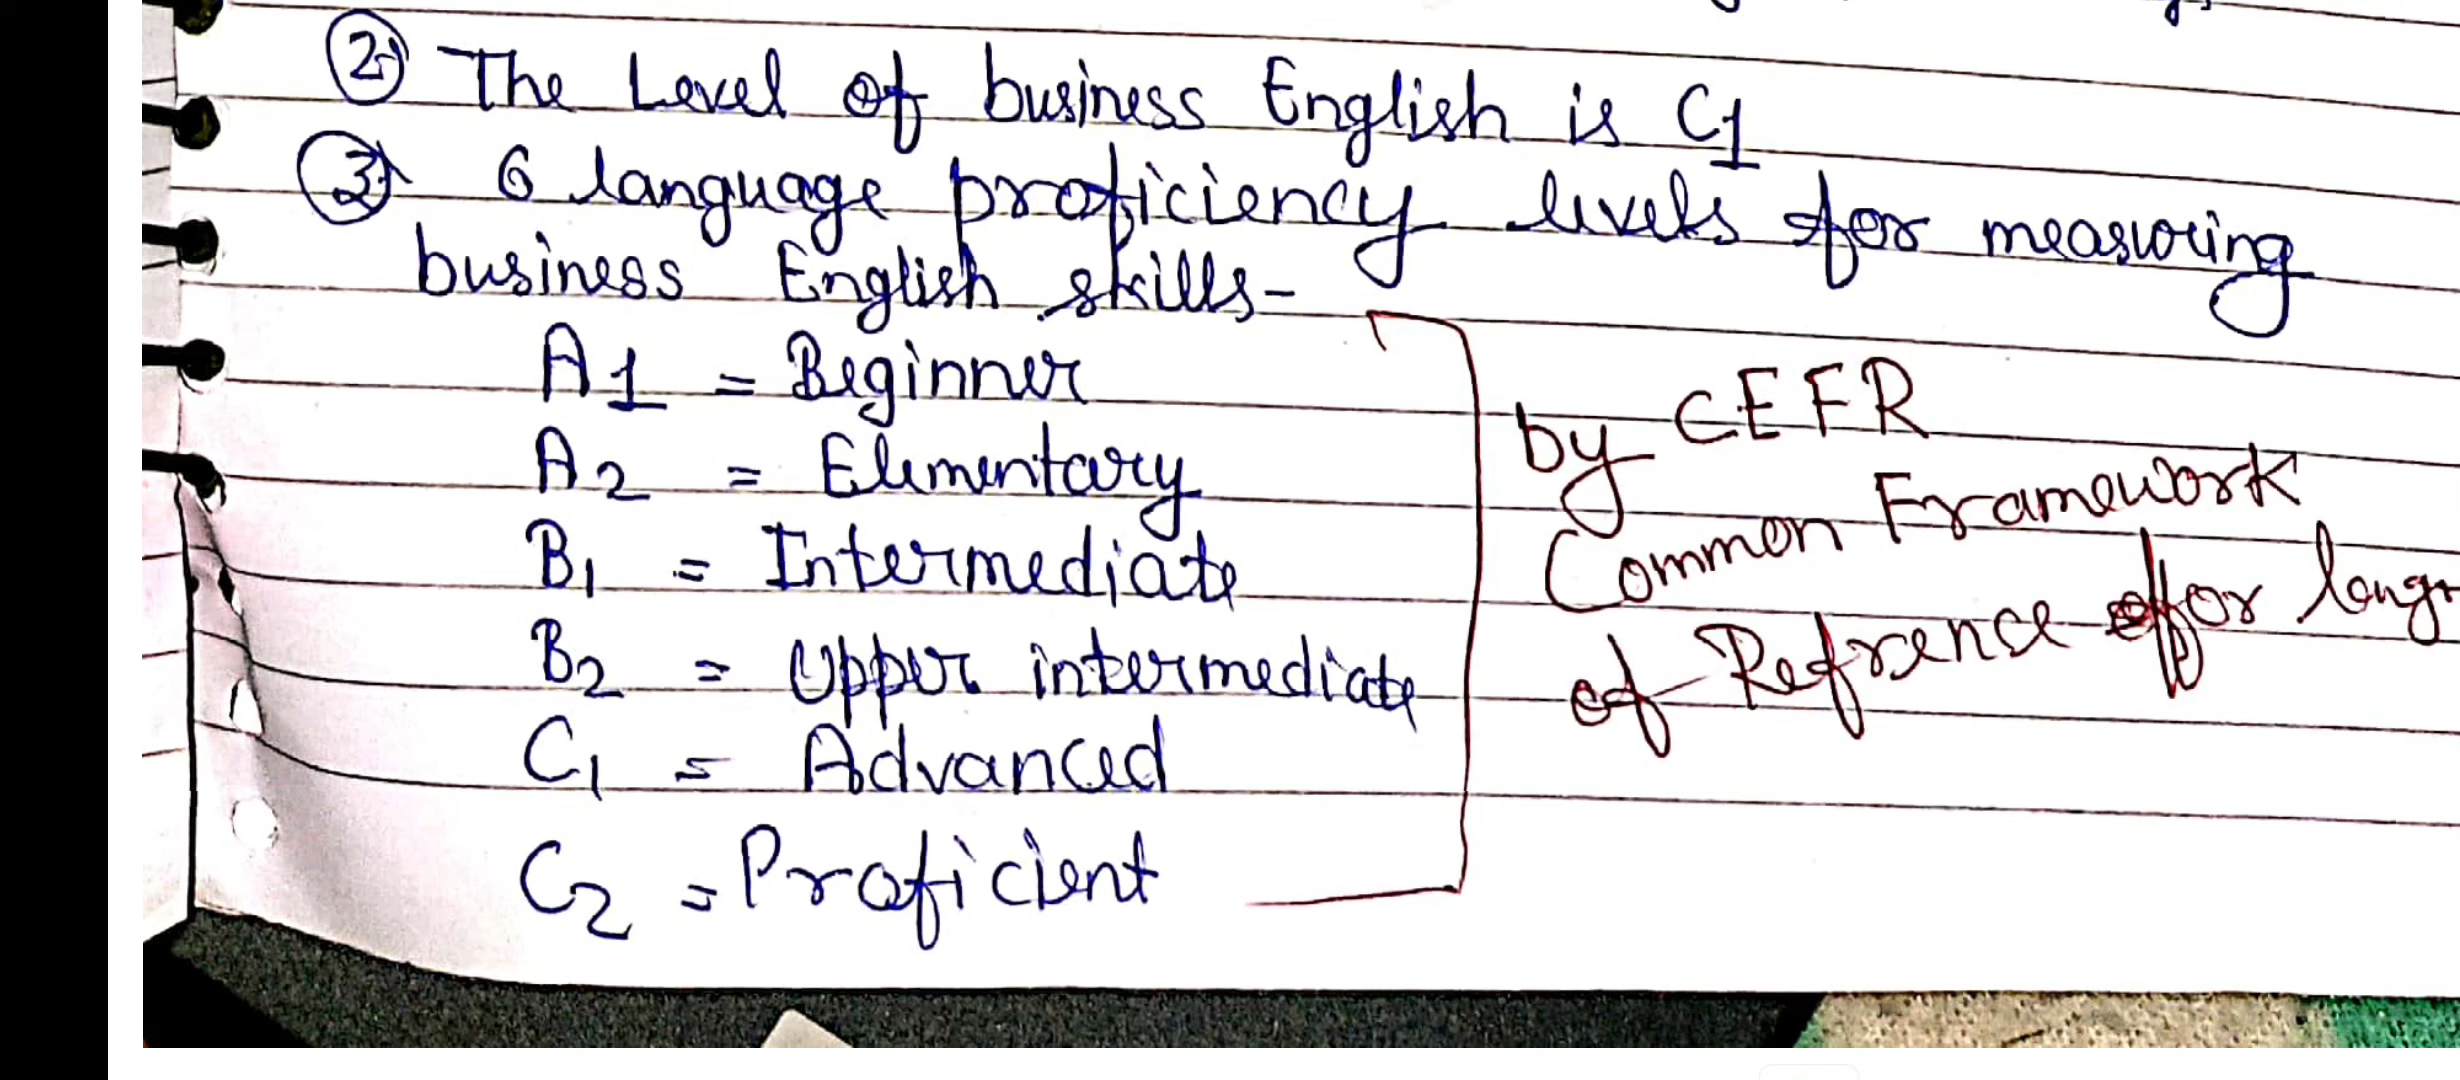 ② The Level of business English is C1
③ 6 language proficiency levels for measuring
business English skills-
A1 = Beginner
A2 = Elementary
B1 = Intermediate
B2 = Upper intermediate
C1 = Advanced
C2 = Proficient
by CEFR
Common Framework
of Refrence for